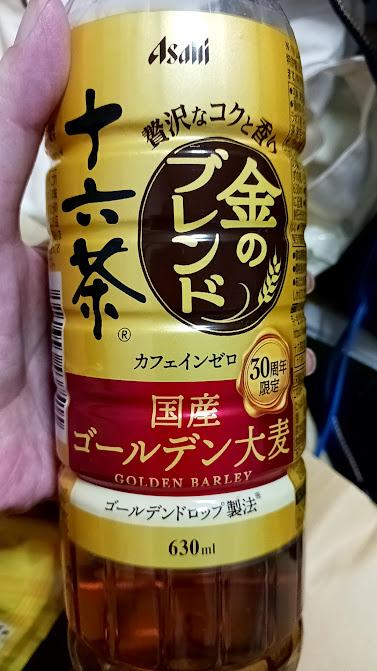 Asahi
十六茶®
贅沢なコクと香り
金の
ブレンド
カフェインゼロ
30周年
限定
国産
ゴールデン大麦
GOLDEN BARLEY
ゴールデンドロップ®製法®
630ml